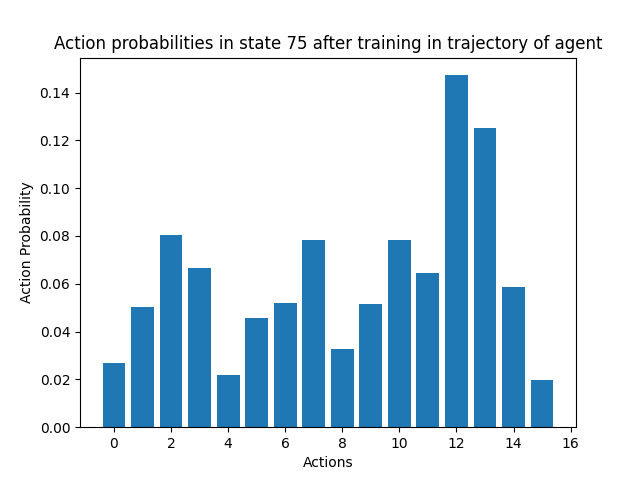 Action probabilities in state 75 after training in trajectory of agent
0.14
0.12
0.10
0.08
0.06
0.04
0.02
0.00
Action Probability
0 2 4 6 8 10 12 14 16
Actions